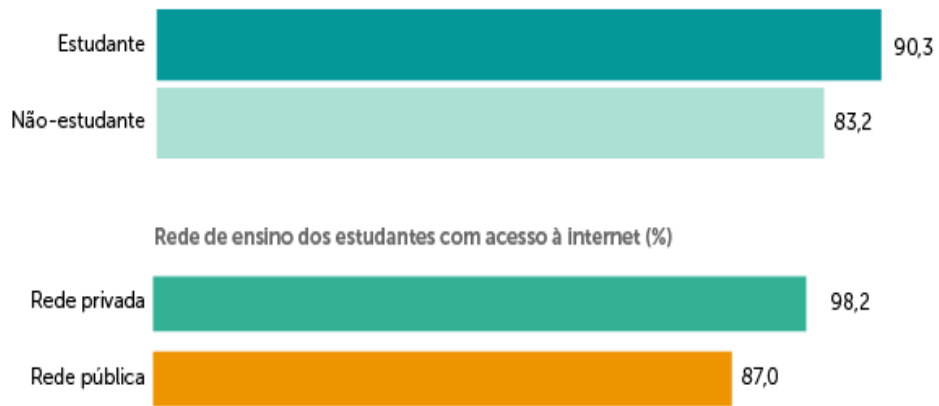 Estudante 90,3
Não-estudante 83,2
Rede de ensino dos estudantes com acesso à internet (%)
Rede privada 98,2
Rede pública 87,0